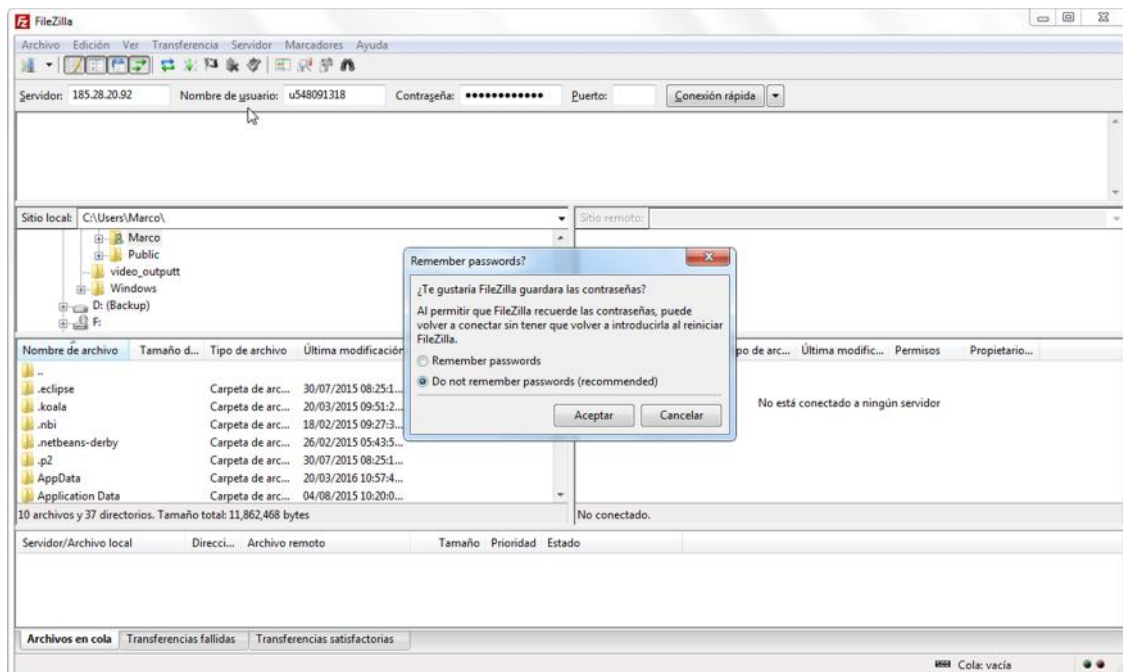 FileZilla
Archivo Edición Ver Transferencia Servidor Marcadores Ayuda
Servidor: 185.28.20.92 Nombre de usuario: u548091318 Contraseña: ●●●●●●●●●●●● Puerto: Conexión rápida
Sitio local: C:\Users\Marco\ Sitio remoto:
Marco
Public
video_outputt
Windows
D: (Backup)
F:
Remember passwords?
¿Te gustaría FileZilla guardara las contraseñas?
Al permitir que FileZilla recuerde las contraseñas, puede
volver a conectar sin tener que volver a introducirla al reiniciar
FileZilla.
Remember passwords
Do not remember passwords (recommended)
Aceptar Cancelar
Nombre de archivo Tamaño d... Tipo de archivo Última modificación po de arc... Última modific... Permisos Propietario...
..
.eclipse Carpeta de arc... 30/07/2015 08:25:1...
.koala Carpeta de arc... 20/03/2015 09:51:2...
.nbi Carpeta de arc... 18/02/2015 09:27:3...
.netbeans-derby Carpeta de arc... 26/02/2015 05:43:5...
.p2 Carpeta de arc... 30/07/2015 08:25:1...
AppData Carpeta de arc... 20/03/2016 10:57:4...
Application Data Carpeta de arc... 04/08/2015 10:20:0...
No está conectado a ningún servidor
10 archivos y 37 directorios. Tamaño total: 11,862,468 bytes No conectado.
Servidor/Archivo local Direcci... Archivo remoto Tamaño Prioridad Estado
Archivos en cola Transferencias fallidas Transferencias satisfactorias
Cola: vacía